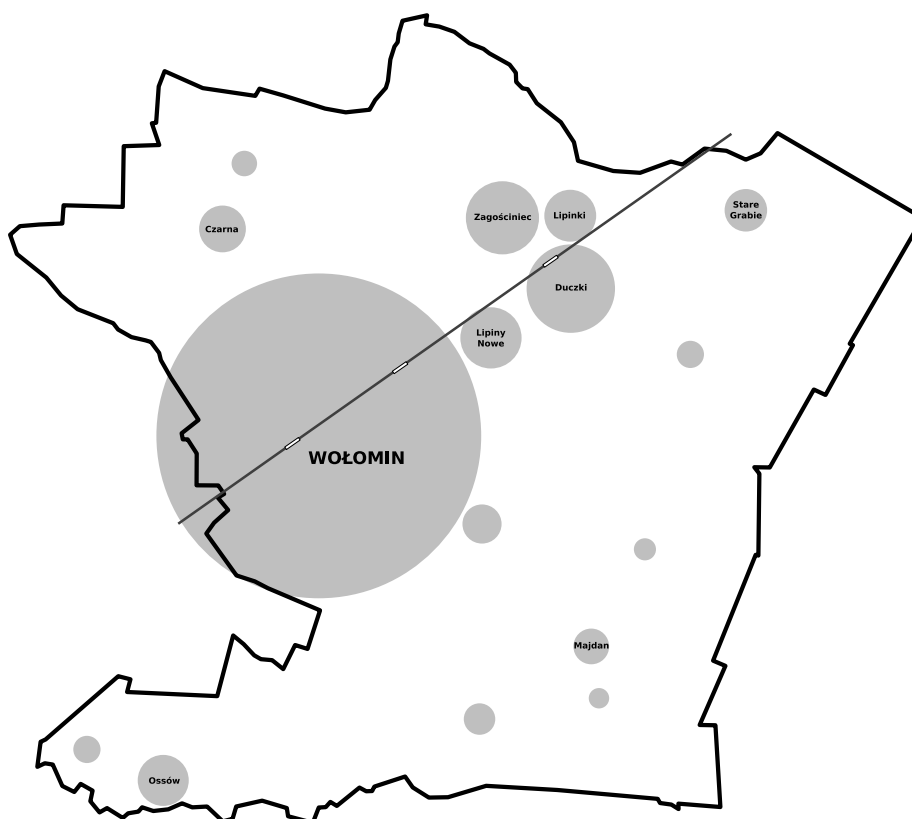 Stare
Grabie
Zagościniec
Lipinki
Czarna
Duczki
Lipiny
Nowe
WOŁOMIN
Majdan
Ossów